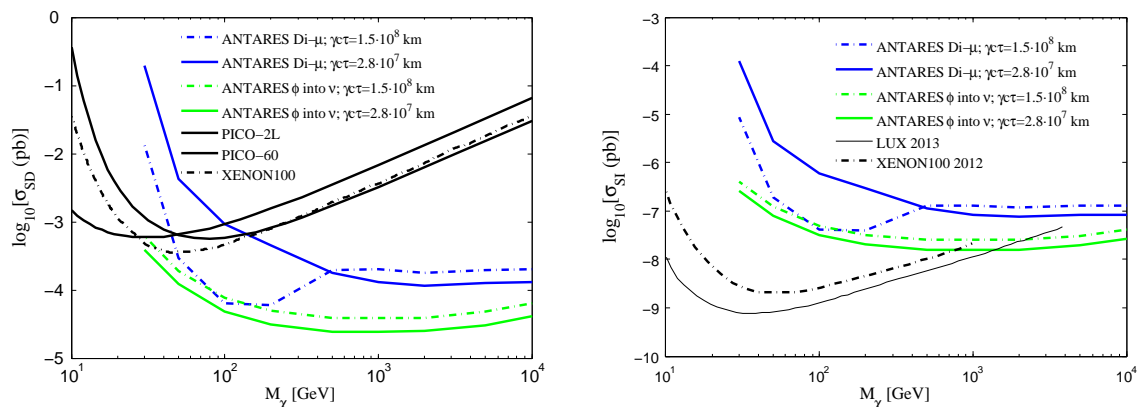 0
−1
−2
−3
−4
−5
10¹
10²
10³
10⁴
log₁₀[σ_SD (pb)]
M_χ [GeV]
ANTARES Di−μ; γcτ=1.5·10⁸ km
ANTARES Di−μ; γcτ=2.8·10⁷ km
ANTARES ϕ into ν; γcτ=1.5·10⁸ km
ANTARES ϕ into ν; γcτ=2.8·10⁷ km
PICO−2L
PICO−60
XENON100
−3
−4
−5
−6
−7
−8
−9
−10
10¹
10²
10³
10⁴
log₁₀[σ_SI (pb)]
M_χ [GeV]
ANTARES Di−μ; γcτ=1.5·10⁸ km
ANTARES Di−μ; γcτ=2.8·10⁷ km
ANTARES ϕ into ν; γcτ=1.5·10⁸ km
ANTARES ϕ into ν; γcτ=2.8·10⁷ km
LUX 2013
XENON100 2012